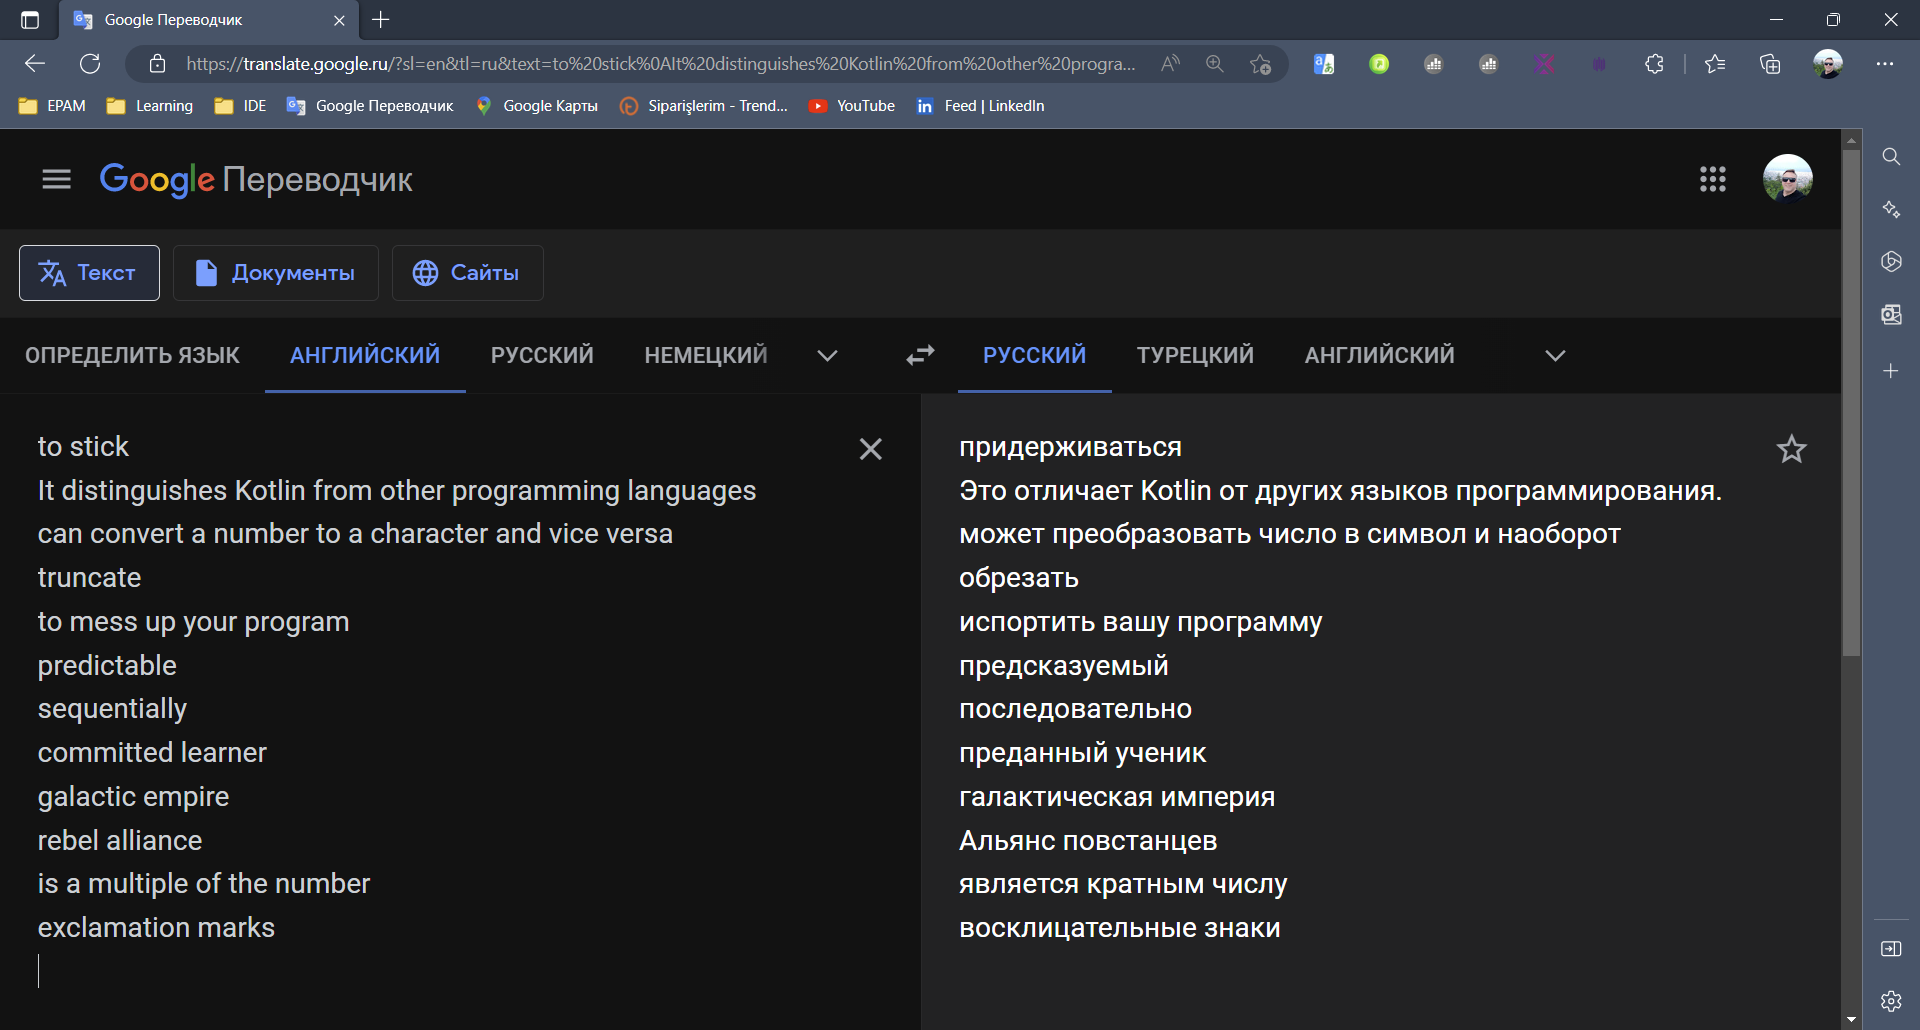 Google Переводчик
https://translate.google.ru/?sl=en&tl=ru&text=to%20stick%0AIt%20distinguishes%20Kotlin%20from%20other%20progra...
EPAM
Learning
IDE
Google Переводчик
Google Карты
Siparişlerim - Trend...
YouTube
Feed | LinkedIn
Google Переводчик
Текст
Документы
Сайты
ОПРЕДЕЛИТЬ ЯЗЫК
АНГЛИЙСКИЙ
РУССКИЙ
НЕМЕЦКИЙ
РУССКИЙ
ТУРЕЦКИЙ
АНГЛИЙСКИЙ
to stick
It distinguishes Kotlin from other programming languages
can convert a number to a character and vice versa
truncate
to mess up your program
predictable
sequentially
committed learner
galactic empire
rebel alliance
is a multiple of the number
exclamation marks
придерживаться
Это отличает Kotlin от других языков программирования.
может преобразовать число в символ и наоборот
обрезать
испортить вашу программу
предсказуемый
последовательно
преданный ученик
галактическая империя
Альянс повстанцев
является кратным числу
восклицательные знаки